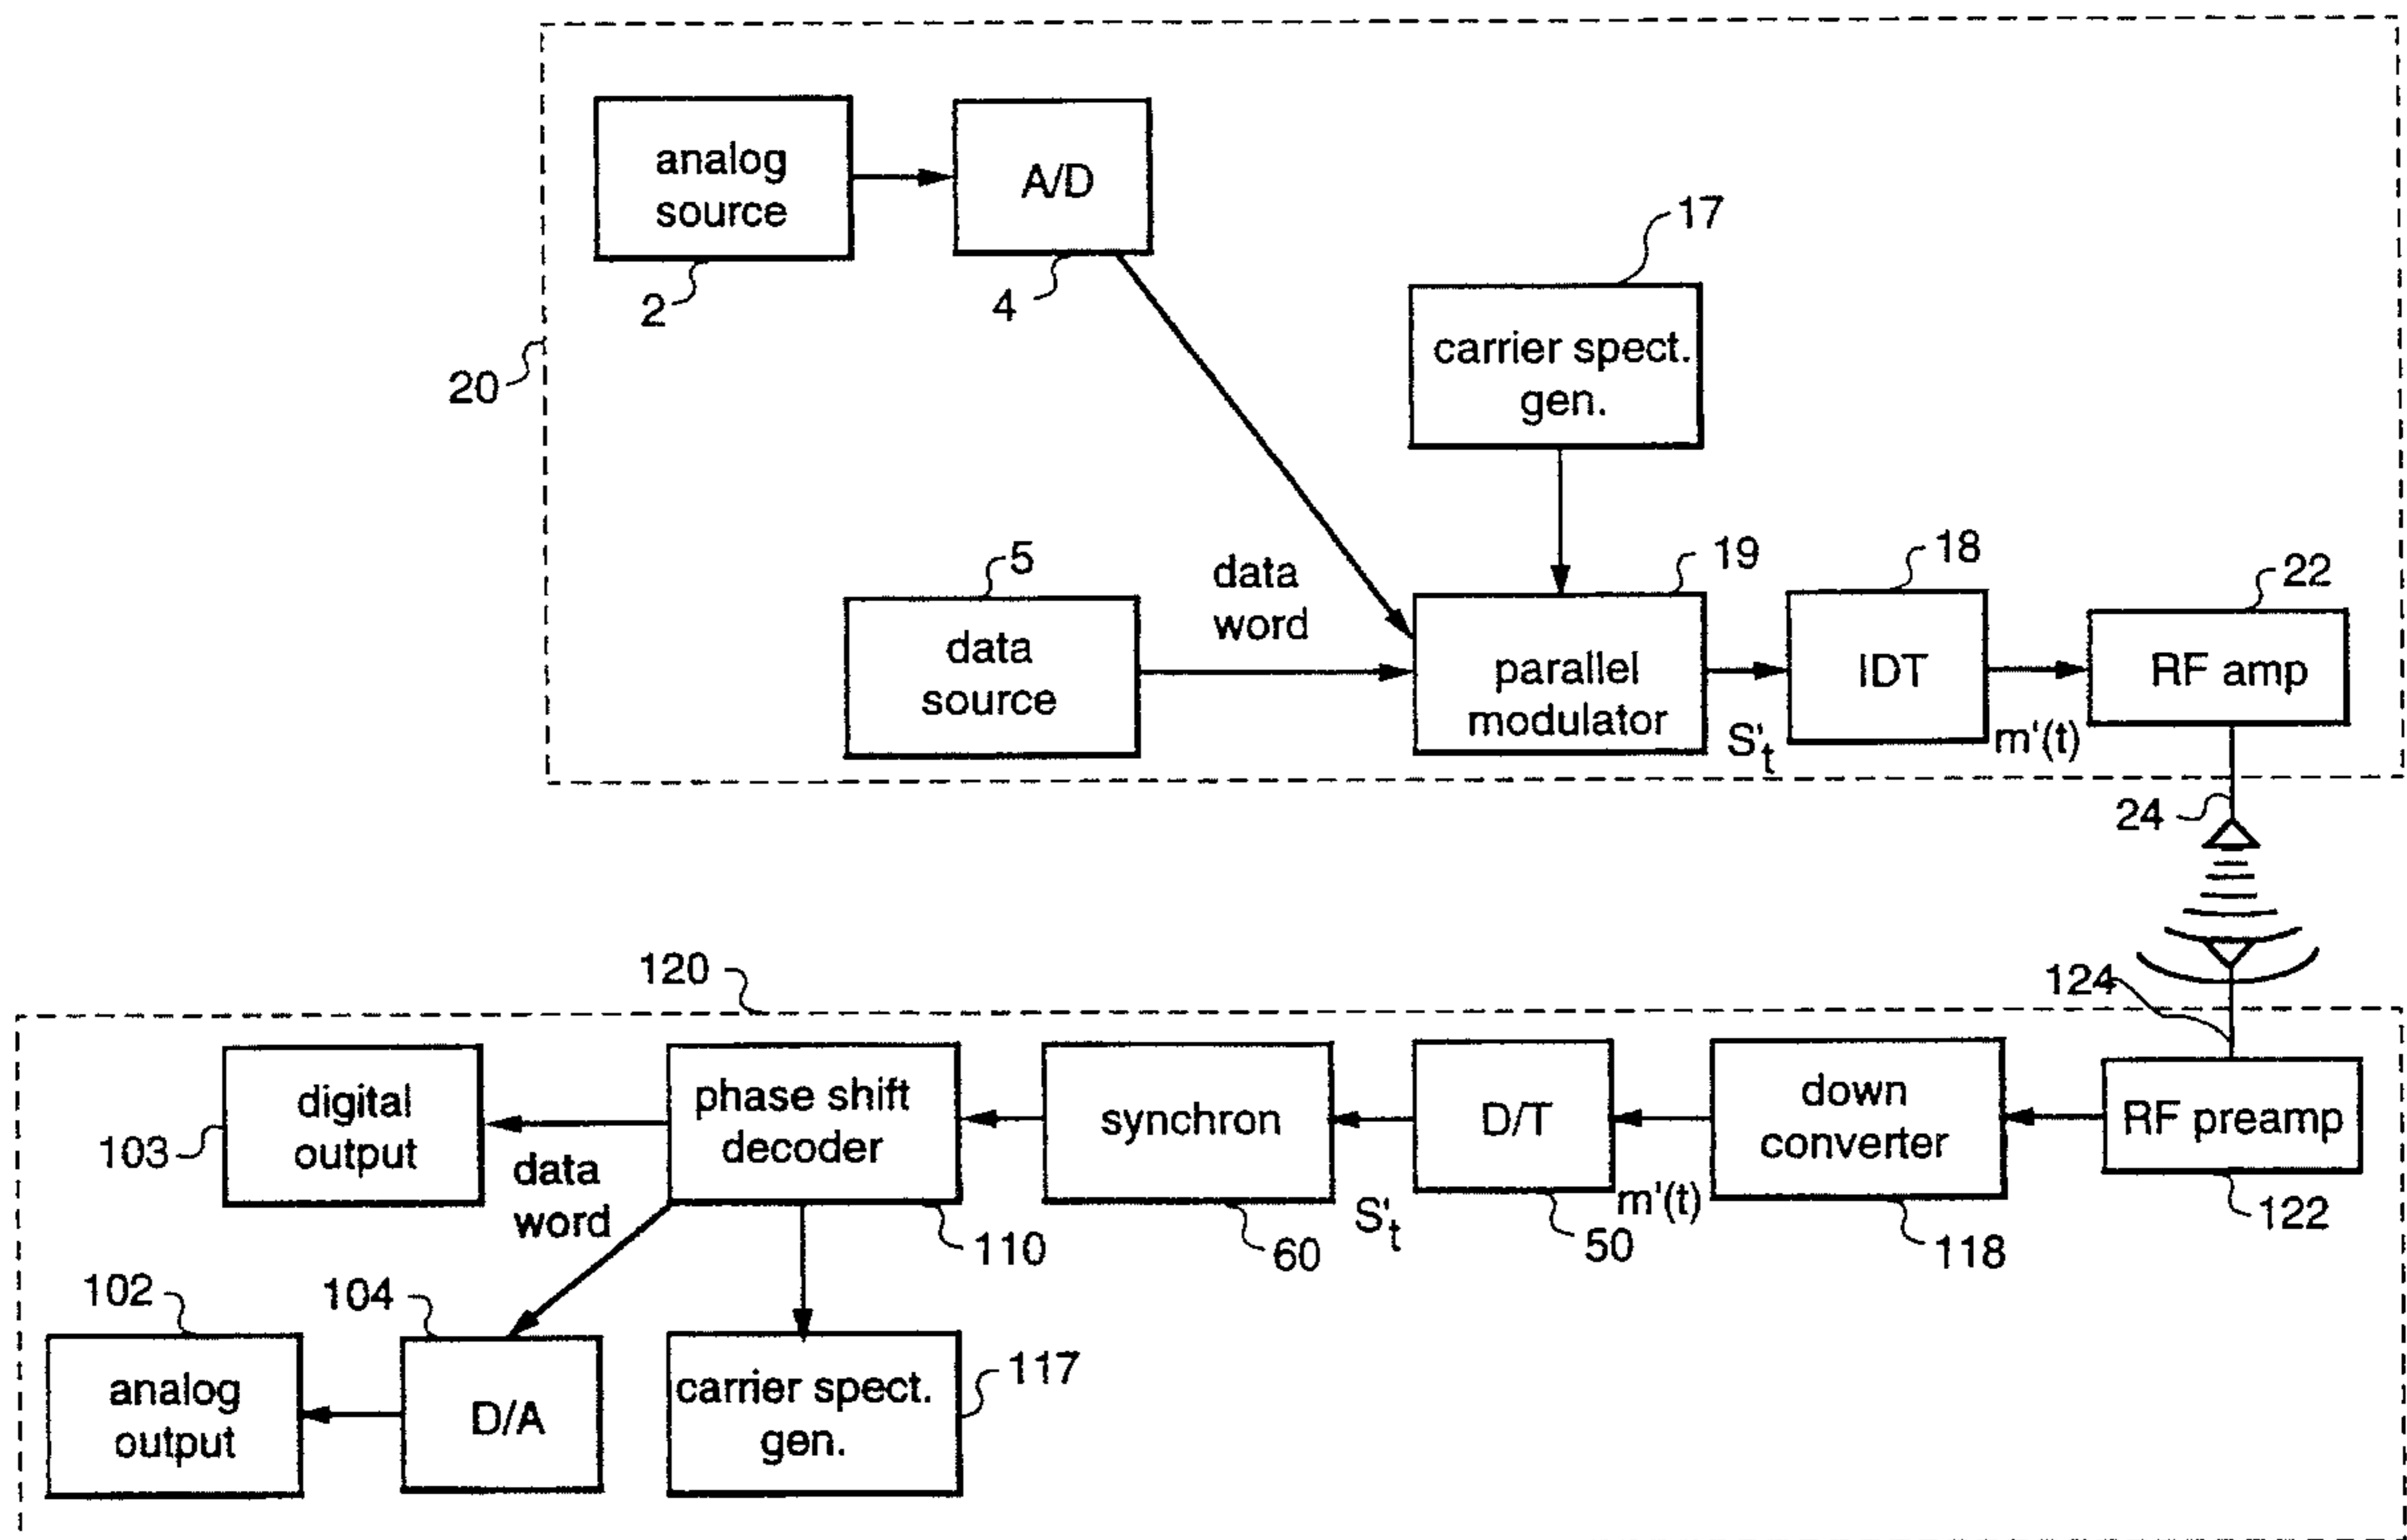 analog
source
2
A/D
4
17
carrier spect.
gen.
20
5
data
source
data
word
19
parallel
modulator
S't
18
IDT
m'(t)
22
RF amp
24
120
124
103
digital
output
data
word
phase shift
decoder
110
synchron
60
S't
D/T
50
m'(t)
down
converter
118
RF preamp
122
102
analog
output
104
D/A
carrier spect.
gen.
117